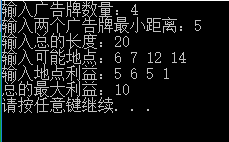 输入广告牌数量：4
输入两个广告牌最小距离：5
输入总的长度：20
输入可能地点：6 7 12 14
输入地点利益：5 6 5 1
总的最大利益：10
请按任意键继续. . .